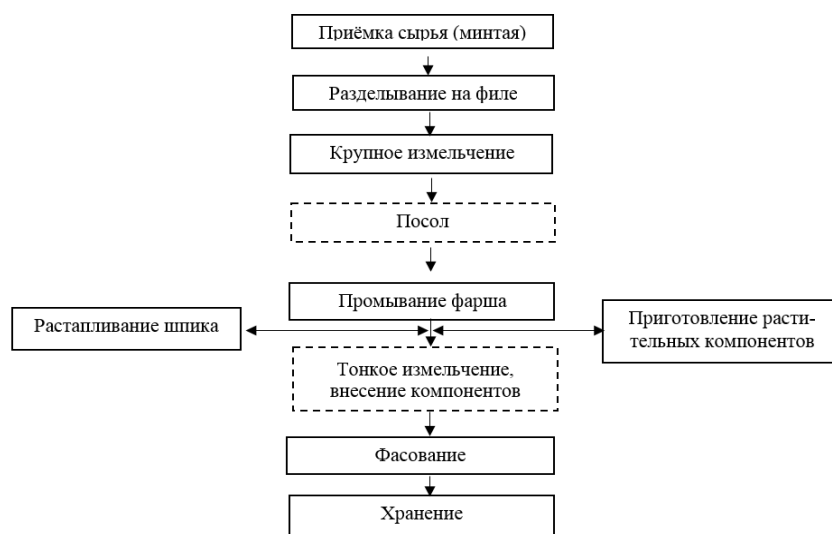 Приёмка сырья (минтая)
Разделывание на филе
Крупное измельчение
Посол
Промывание фарша
Растапливание шпика
Приготовление расти-
тельных компонентов
Тонкое измельчение,
внесение компонентов
Фасование
Хранение